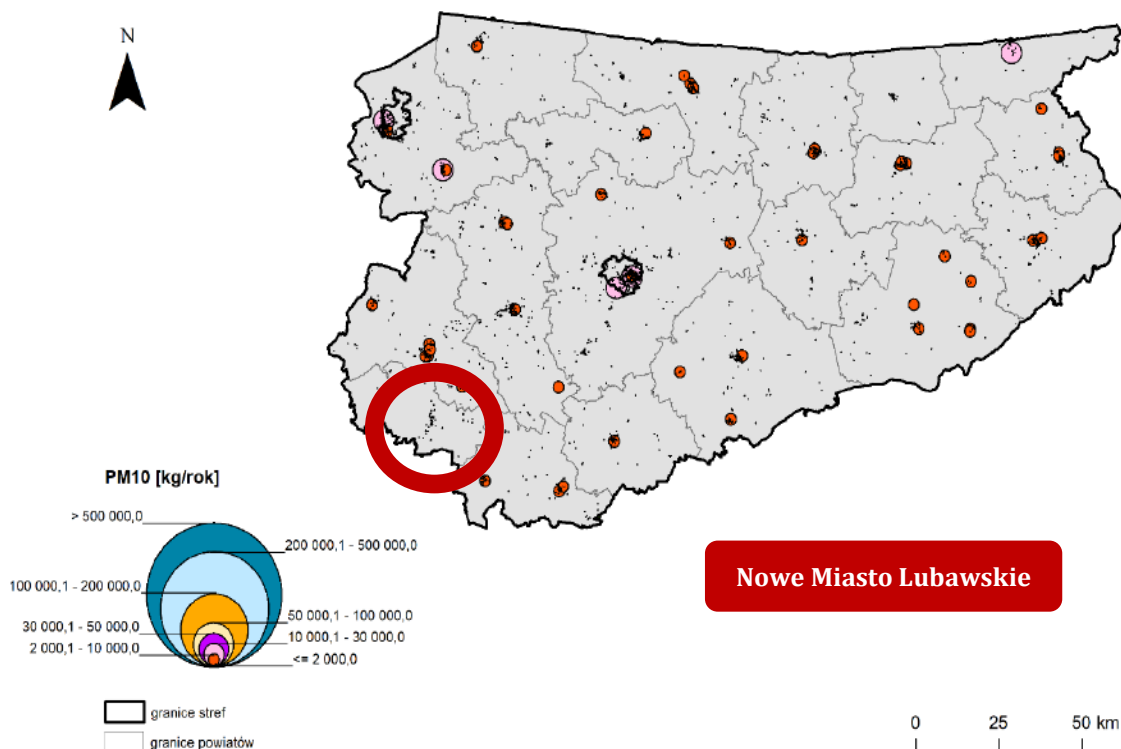 N
PM10 [kg/rok]
> 500 000,0
200 000,1 - 500 000,0
100 000,1 - 200 000,0
50 000,1 - 100 000,0
30 000,1 - 50 000,0
10 000,1 - 30 000,0
2 000,1 - 10 000,0
<= 2 000,0
granice stref
granice powiatów
Nowe Miasto Lubawskie
0 25 50 km